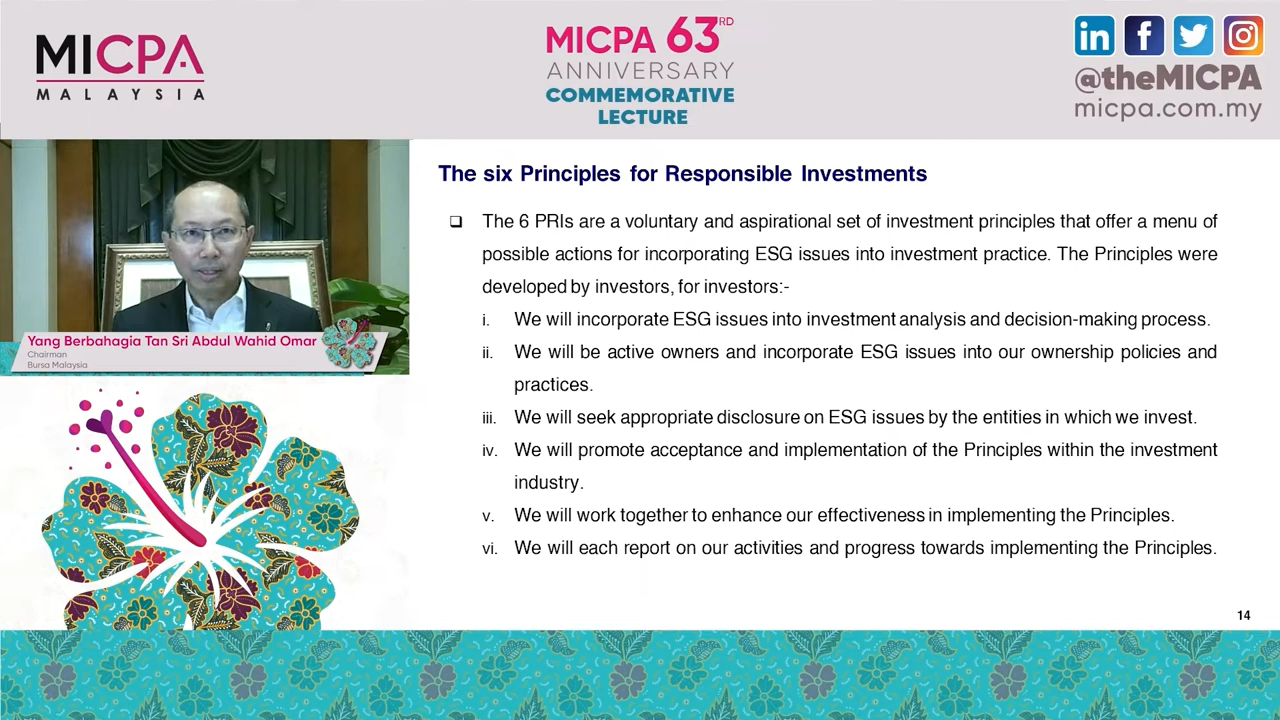 MICPA
MALAYSIA
MICPA 63RD
ANNIVERSARY
COMMEMORATIVE
LECTURE
in f
@theMICPA
micpa.com.my
Yang Berbahagia Tan Sri Abdul Wahid Omar
Chairman
Bursa Malaysia
The six Principles for Responsible Investments
The 6 PRIs are a voluntary and aspirational set of investment principles that offer a menu of
possible actions for incorporating ESG issues into investment practice. The Principles were
developed by investors, for investors:-
i. We will incorporate ESG issues into investment analysis and decision-making process.
ii. We will be active owners and incorporate ESG issues into our ownership policies and
practices.
iii. We will seek appropriate disclosure on ESG issues by the entities in which we invest.
iv. We will promote acceptance and implementation of the Principles within the investment
industry.
v. We will work together to enhance our effectiveness in implementing the Principles.
vi. We will each report on our activities and progress towards implementing the Principles.
14